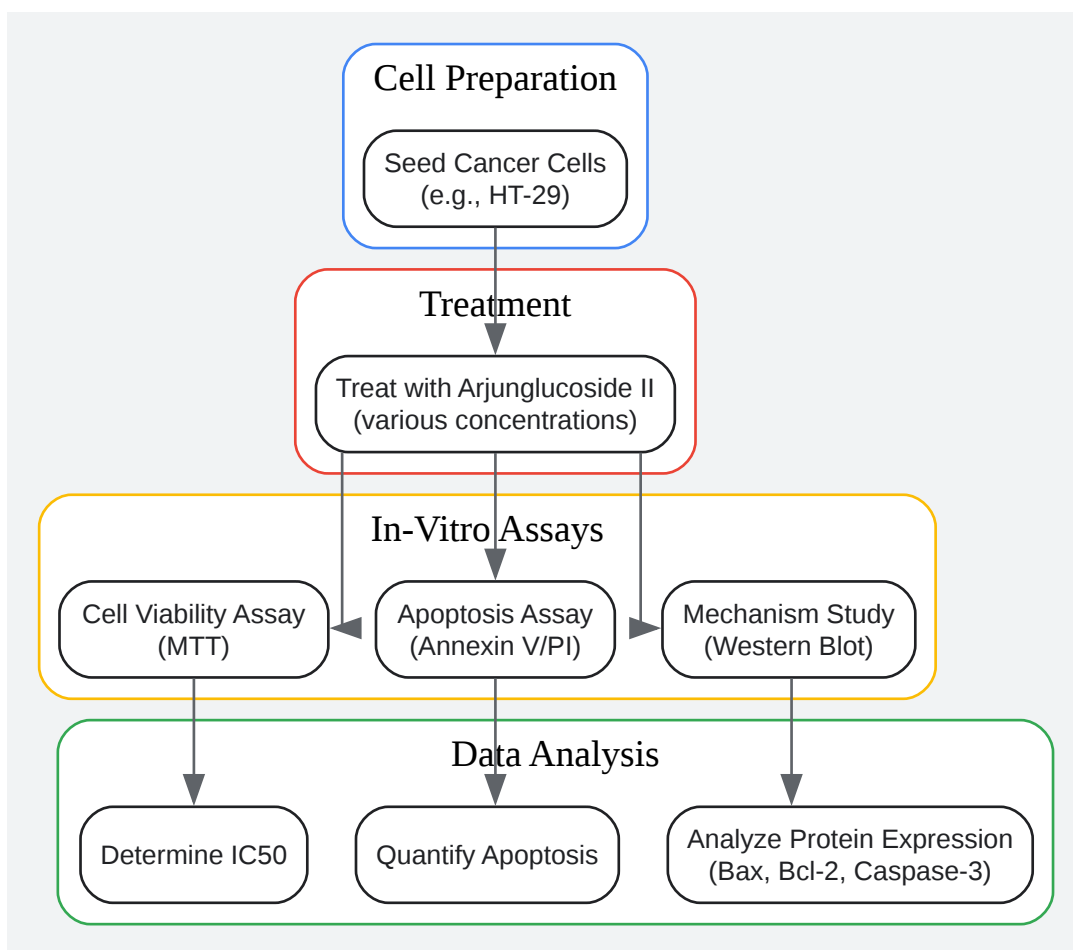 Cell Preparation
Seed Cancer Cells
(e.g., HT-29)
Treatment
Treat with Arjunglucoside II
(various concentrations)
In-Vitro Assays
Cell Viability Assay
(MTT)
Apoptosis Assay
(Annexin V/PI)
Mechanism Study
(Western Blot)
Data Analysis
Determine IC50
Quantify Apoptosis
Analyze Protein Expression
(Bax, Bcl-2, Caspase-3)